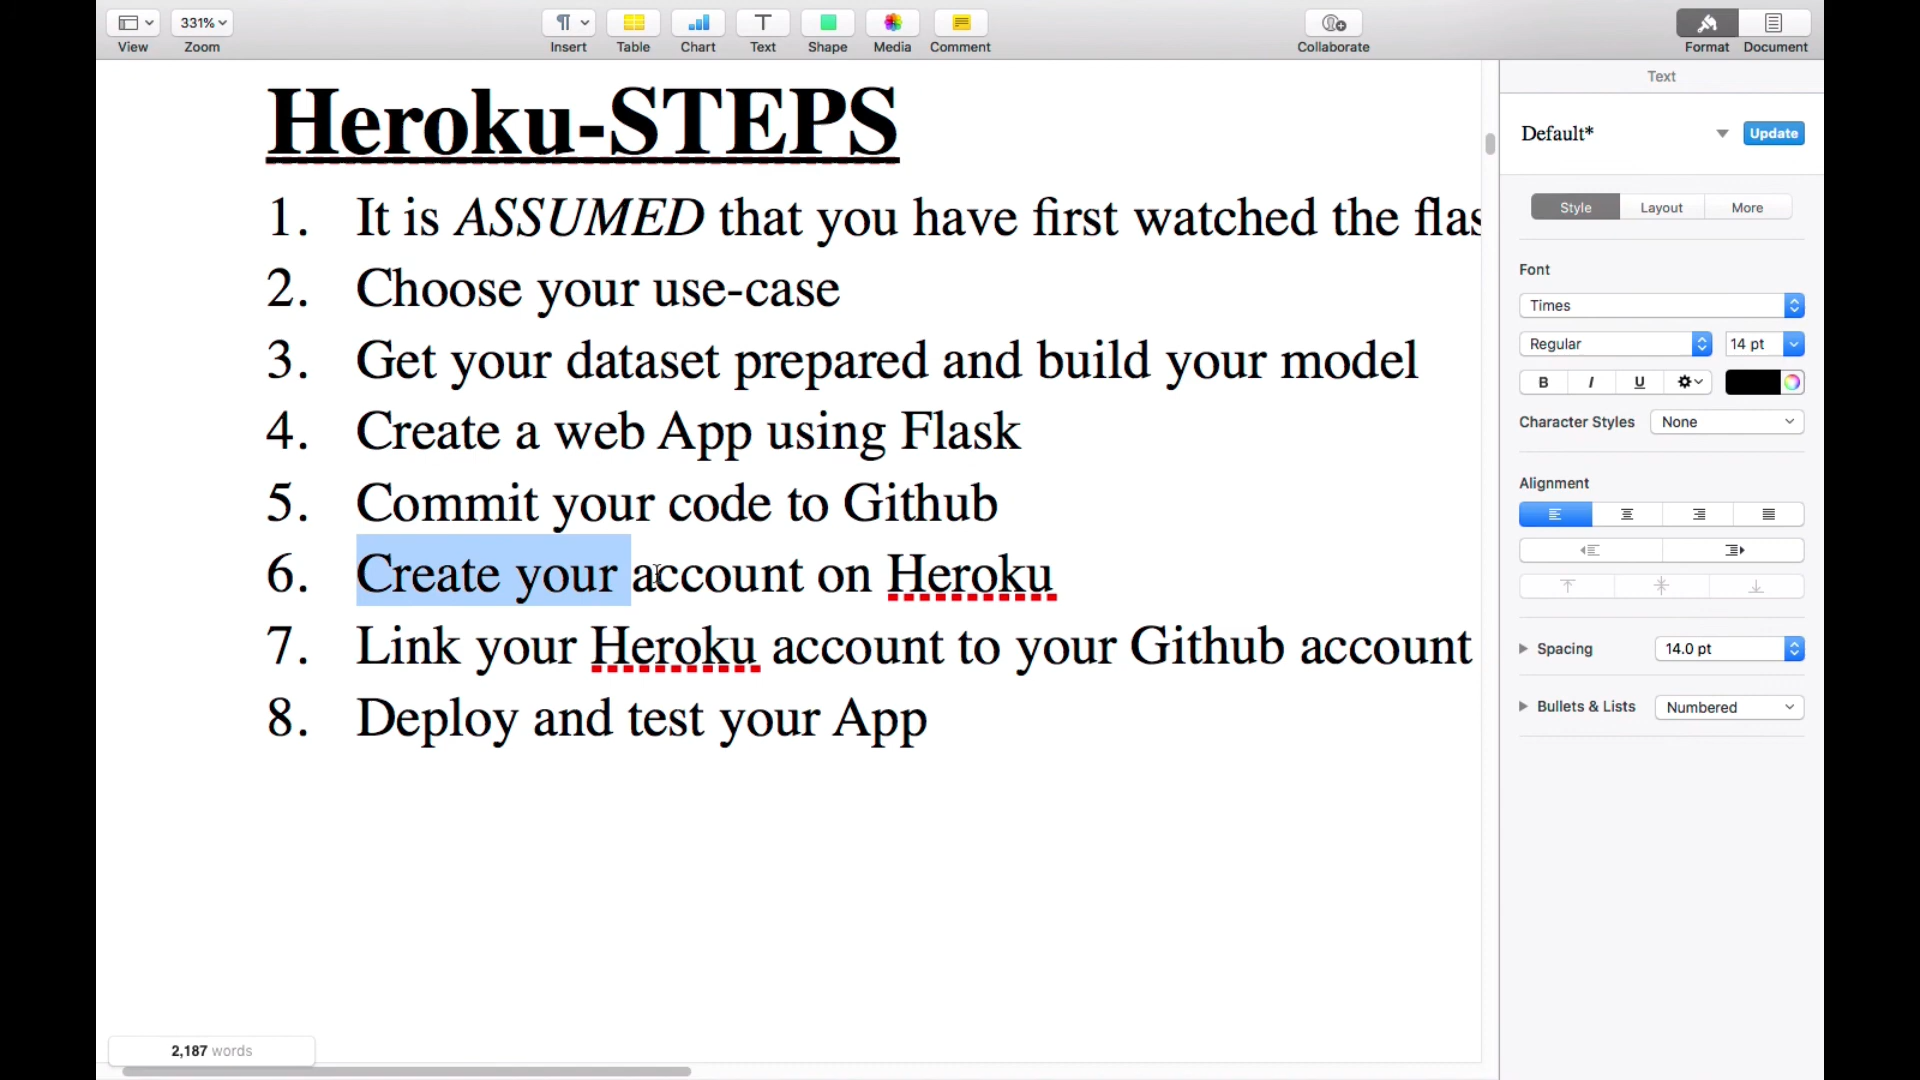 331%
View Zoom Insert Table Chart Text Shape Media Comment Collaborate Format Document
Heroku-STEPS
1. It is ASSUMED that you have first watched the flas
2. Choose your use-case
3. Get your dataset prepared and build your model
4. Create a web App using Flask
5. Commit your code to Github
6. Create your account on Heroku
7. Link your Heroku account to your Github account
8. Deploy and test your App
2,187 words
Text
Default* Update
Style Layout More
Font
Times
Regular 14 pt
B I U
Character Styles None
Alignment
Spacing 14.0 pt
Bullets & Lists Numbered